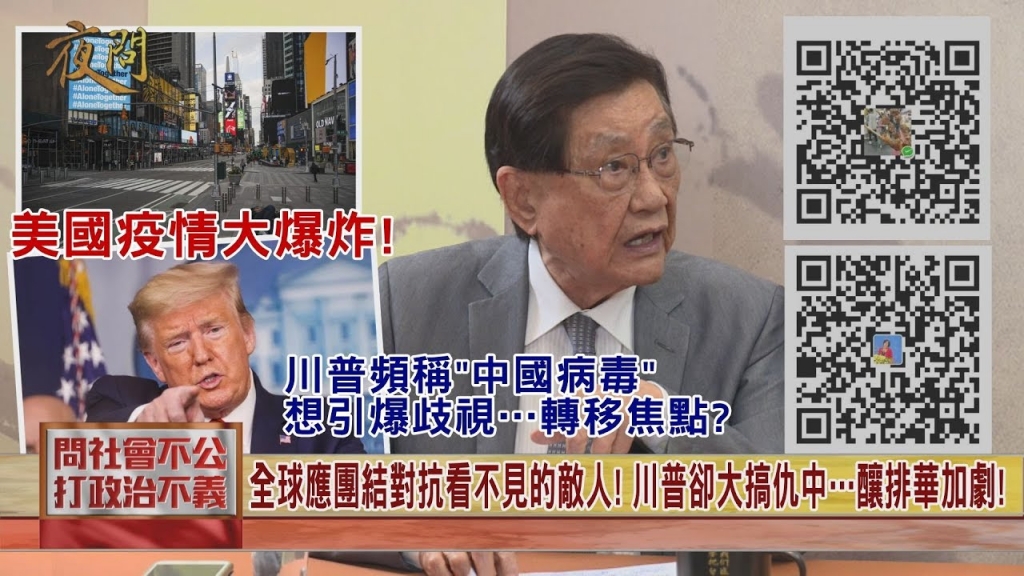 夜問
#AloneTogether
OLD NAVY
美國疫情大爆炸!
川普頻稱"中國病毒"
想引爆歧視…轉移焦點?
問社會不公
打政治不義
全球應團結對抗看不見的敵人! 川普卻大搞仇中…釀排華加劇!